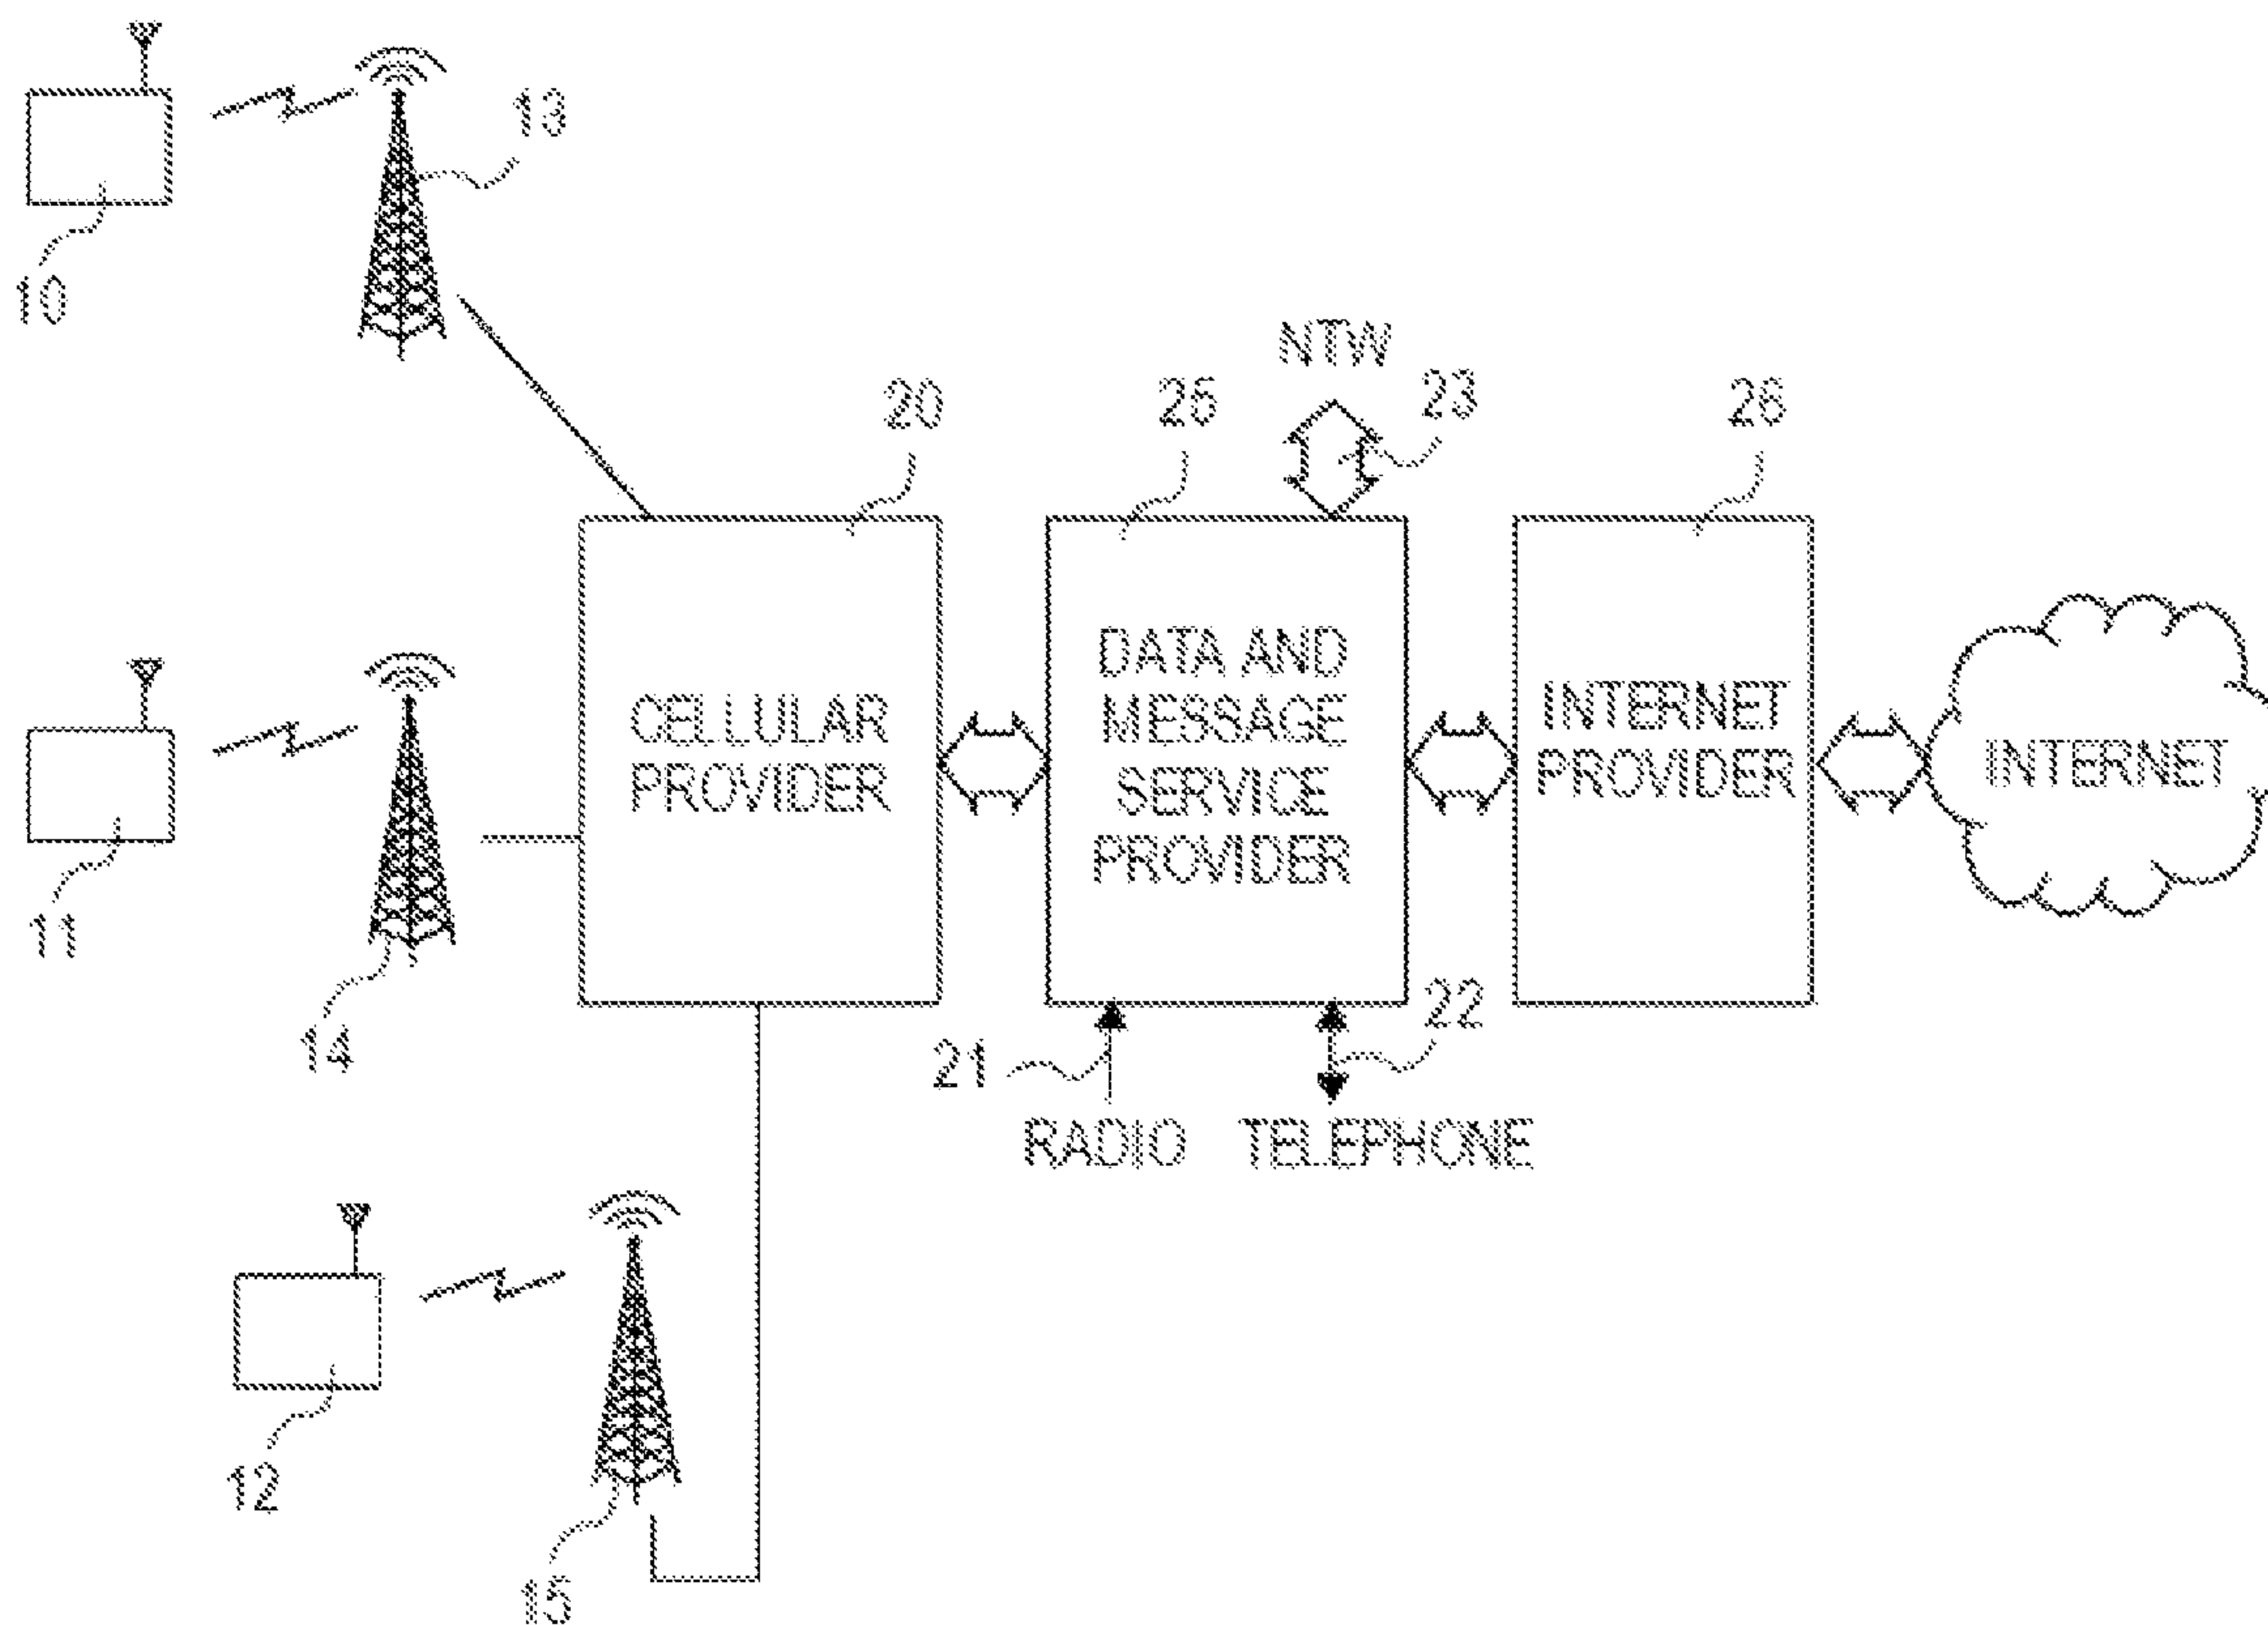 13
10
NTW
20
25
23
26
CELLULAR
PROVIDER
DATA AND
MESSAGE
SERVICE
PROVIDER
INTERNET
PROVIDER
INTERNET
11
14
21
22
RADIO
TELEPHONE
12
15